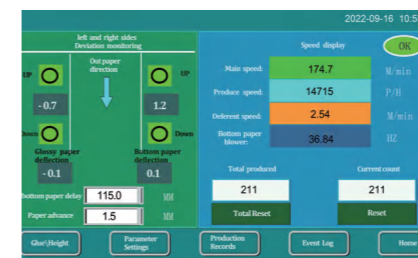 2022-09-16 10:5
left and right sides
Deviation monitoring
Speed display
OK
Out paper
direction
UP
UP
-0.7
1.2
Down
Down
Glossy paper
deflection
Bottom paper
deflection
-0.1
0.1
bottom paper delay
115.0
MM
Paper advance
1.5
MM
Main speed:
174.7
M/min
Produce speed:
14715
P/H
Deferent speed:
2.54
M/min
Bottom paper
blower:
36.84
HZ
Total produced
Current count
211
211
Total Reset
Reset
Glue\Height
Parameter
Settings
Production
Records
Event Log
Home